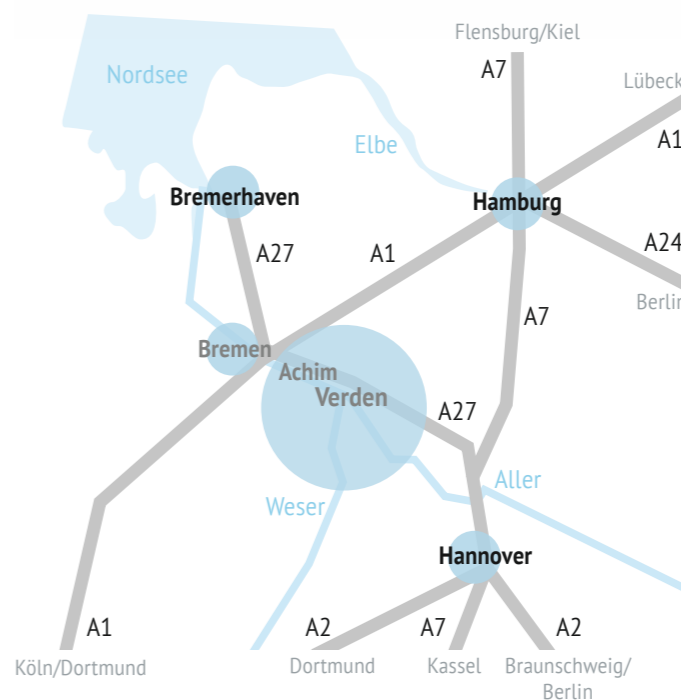 Flensburg/Kiel
A7
Nordsee
Lübeck
A1
Elbe
Bremerhaven
Hamburg
A24
A27
A1
Berlin
A7
Bremen
Achim
Verden
A27
Aller
Weser
Hannover
A1
A2
A7
A2
Köln/Dortmund
Dortmund
Kassel
Braunschweig/
Berlin